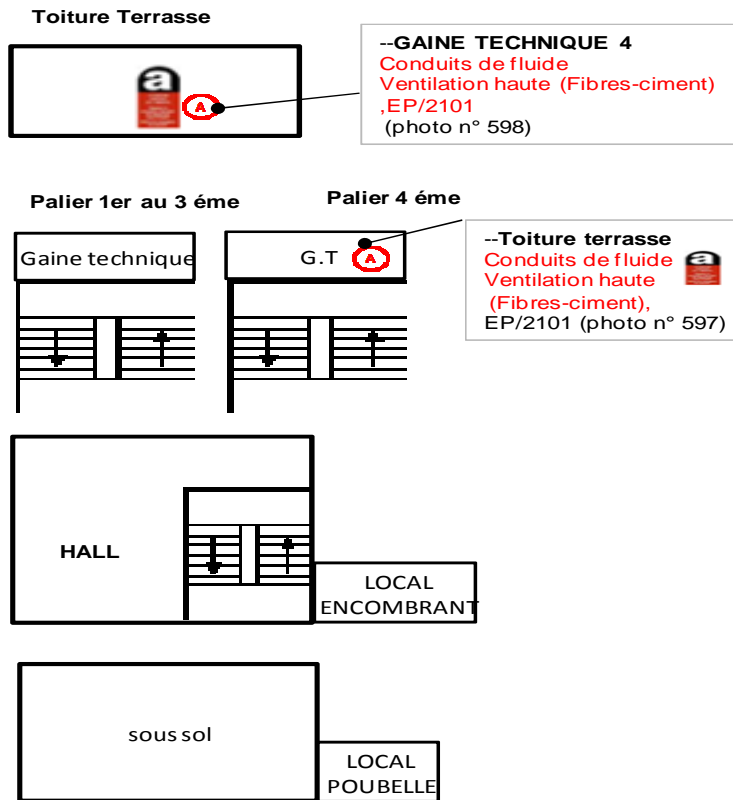 Toiture Terrasse
a
A
--GAINE TECHNIQUE 4
Conduits de fluide
Ventilation haute (Fibres-ciment)
,EP/2101
(photo n° 598)
Palier 1er au 3 éme
Palier 4 éme
Gaine technique
G.T
A
--Toiture terrasse
Conduits de fluide
Ventilation haute
(Fibres-ciment),
EP/2101 (photo n° 597)
a
HALL
LOCAL
ENCOMBRANT
sous sol
LOCAL
POUBELLE